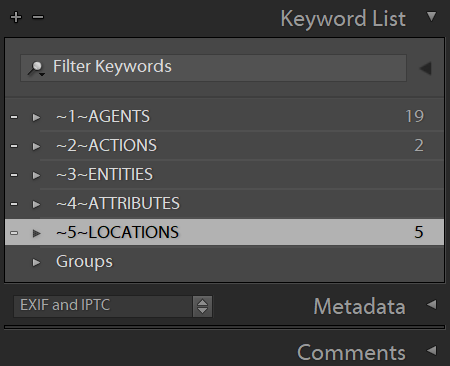 Keyword List
Filter Keywords
~1~AGENTS 19
~2~ACTIONS 2
~3~ENTITIES
~4~ATTRIBUTES
~5~LOCATIONS 5
Groups
EXIF and IPTC Metadata
Comments